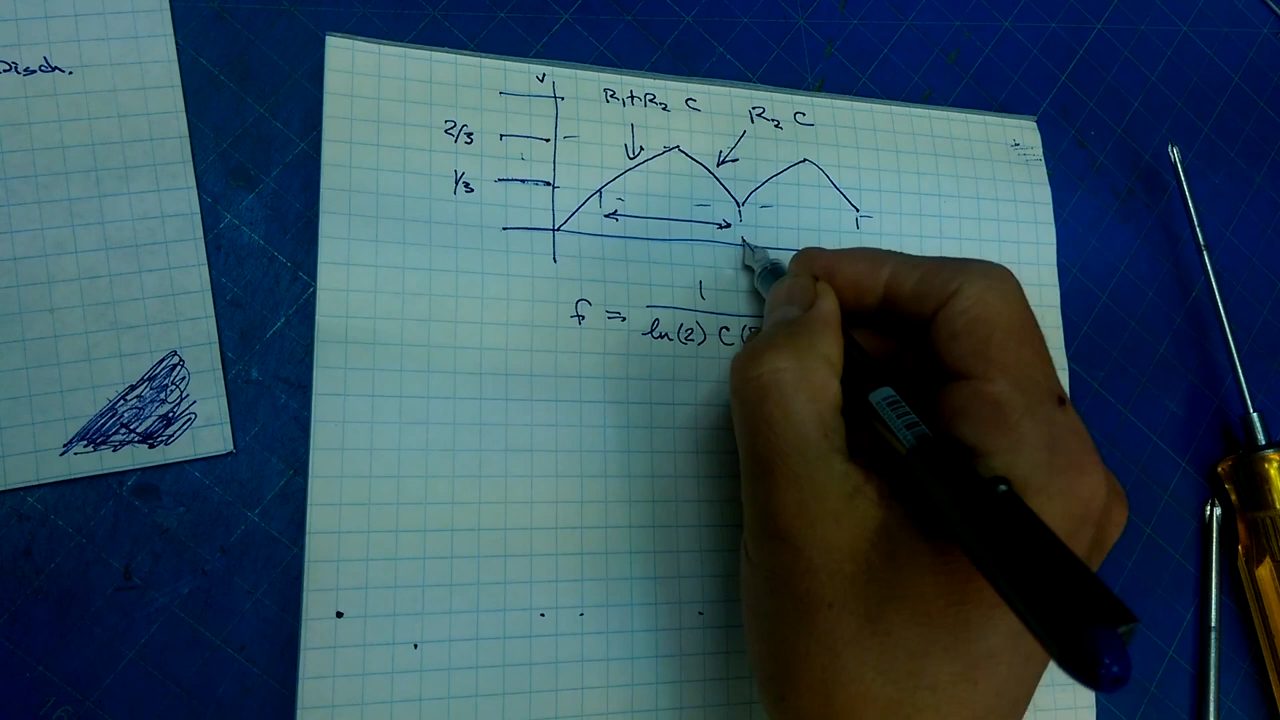 Disch.
V
R₁+R₂ C
R₂ C
2/3
1/3
1
f =
ln(2) C(